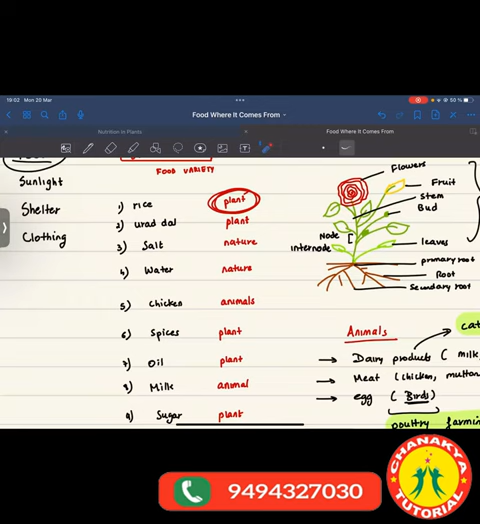 19:02 Mon 20 Mar
50 %
Food Where It Comes From
Nutrition in Plants
Food Where It Comes From
FOOD VARIETY
Sunlight
Shelter
Clothing
1) rice plant
2) urad dal plant
3) Salt nature
4) Water nature
5) Chicken animals
6) Spices plant
7) Oil plant
8) Milk animal
9) Sugar plant
Flowers
Fruit
Stem
Bud
Node
Internode
leaves
primary root
Root
Secundary root
Animals
cat
→ Dairy products ( milk,
→ Meat (chicken, mutton
→ egg ( Birds)
poultry farmin
9494327030
CHANAKYA
TUTORIAL